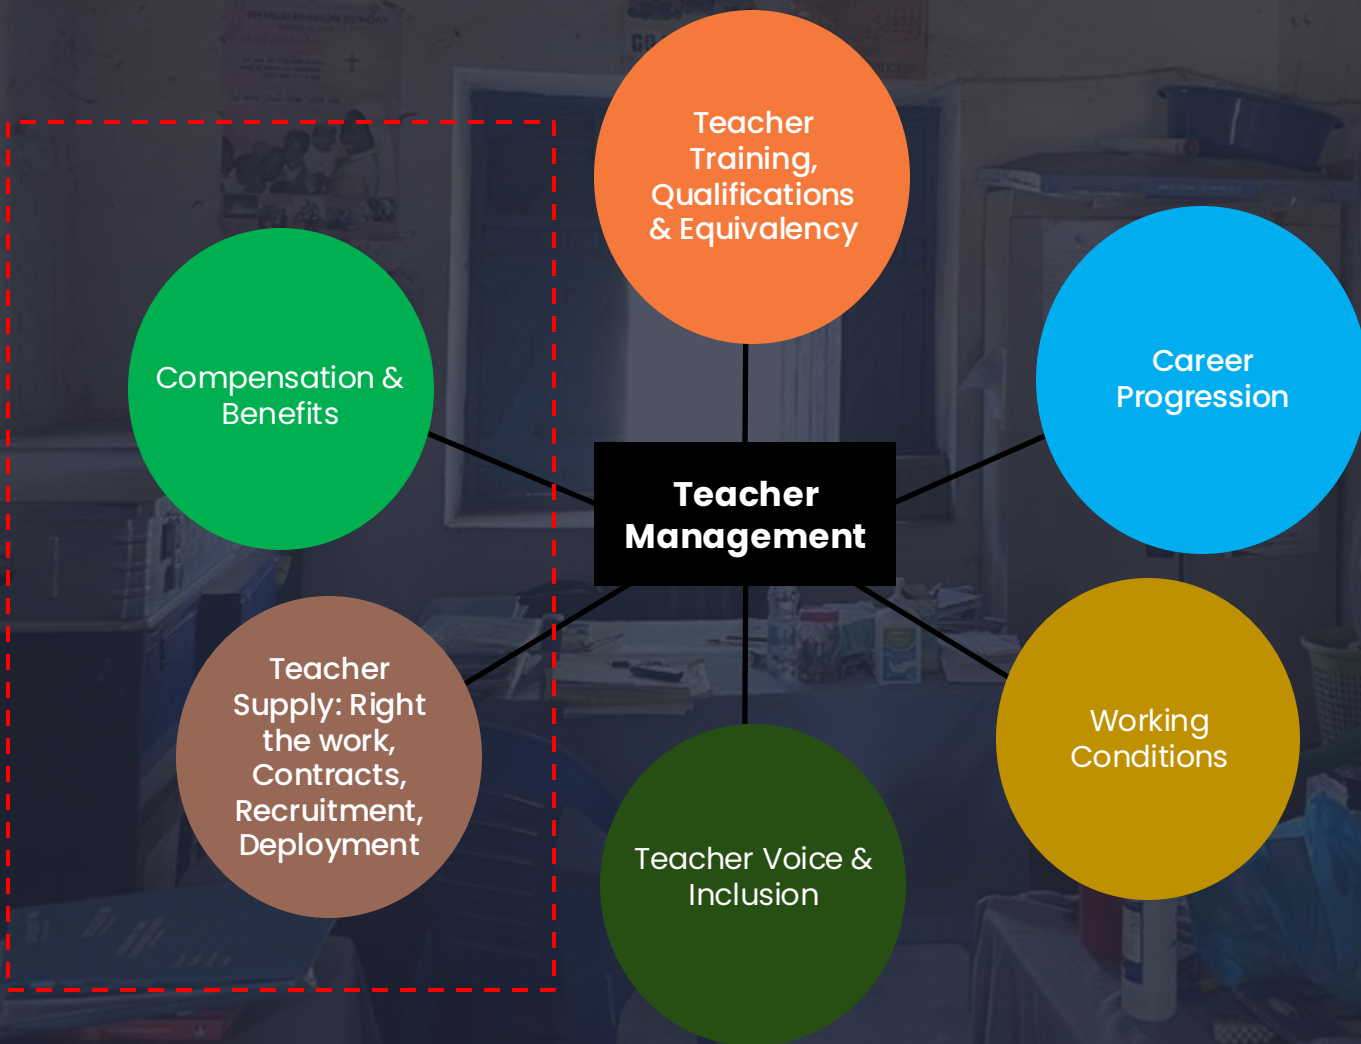 Teacher
Training,
Qualifications
& Equivalency
Compensation &
Benefits
Career
Progression
Teacher
Management
Teacher
Supply: Right
the work,
Contracts,
Recruitment,
Deployment
Working
Conditions
Teacher Voice &
Inclusion